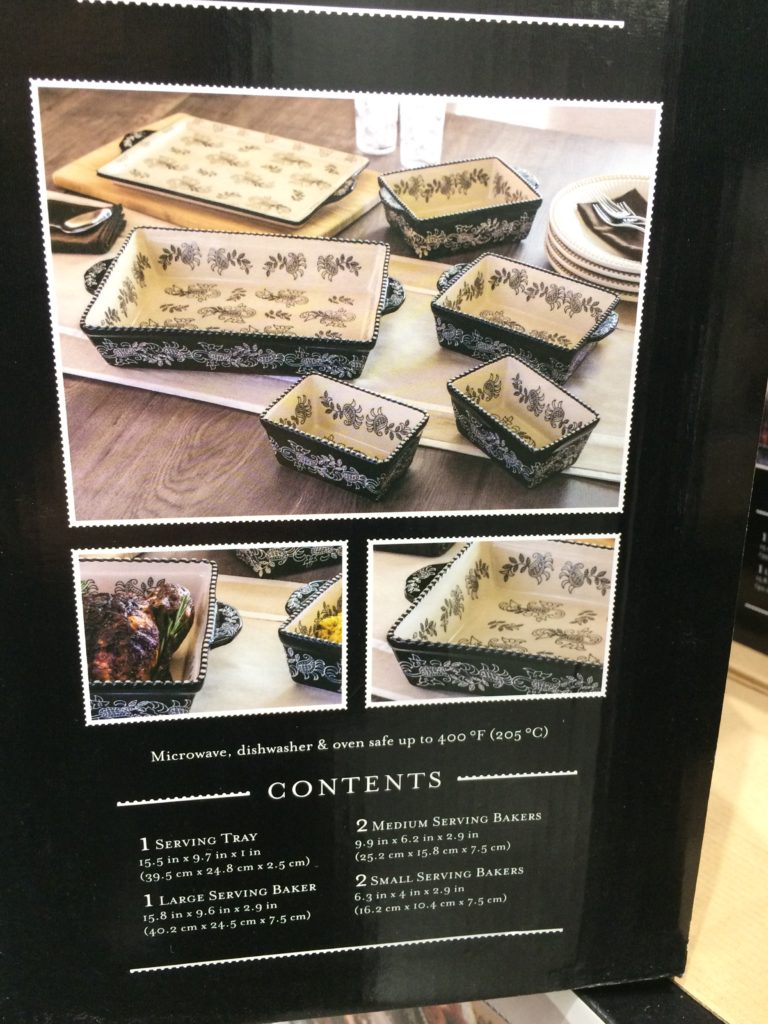 Microwave, dishwasher & oven safe up to 400 °F (205 °C)
CONTENTS
1 SERVING TRAY
15.5 in x 9.7 in x 1 in
(39.5 cm x 24.8 cm x 2.5 cm)
1 LARGE SERVING BAKER
15.8 in x 9.6 in x 2.9 in
(40.2 cm x 24.5 cm x 7.5 cm)
2 MEDIUM SERVING BAKERS
9.9 in x 6.2 in x 2.9 in
(25.2 cm x 15.8 cm x 7.5 cm)
2 SMALL SERVING BAKERS
6.3 in x 4 in x 2.9 in
(16.2 cm x 10.4 cm x 7.5 cm)